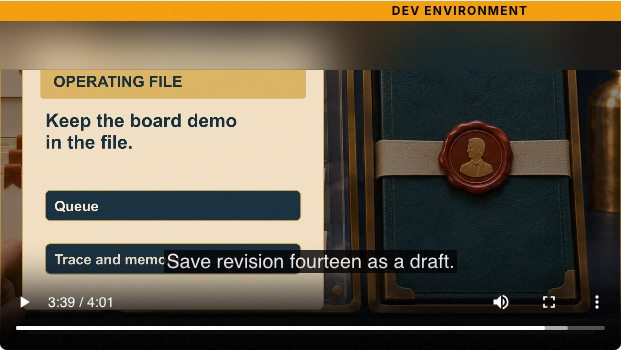 DEV ENVIRONMENT
OPERATING FILE
Keep the board demo
in the file.
Queue
Trace and memo
Save revision fourteen as a draft.
3:39 / 4:01